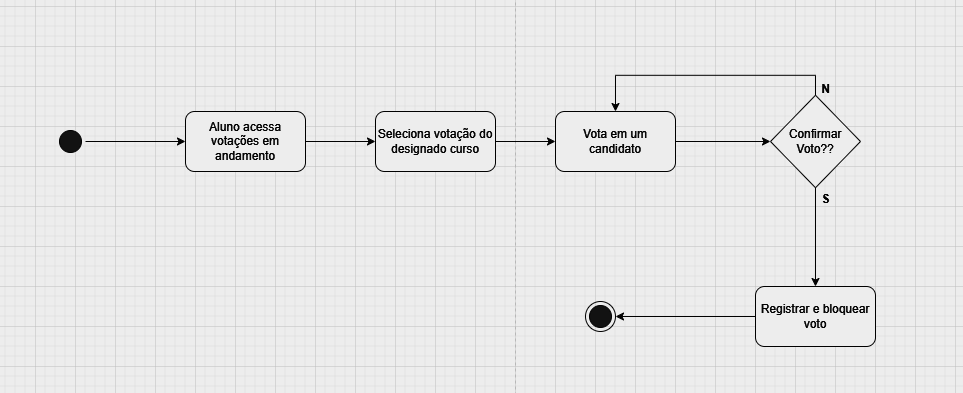 Aluno acessa
votações em
andamento
Seleciona votação do
designado curso
Vota em um
candidato
N
Confirmar
Voto??
S
Registrar e bloquear
voto